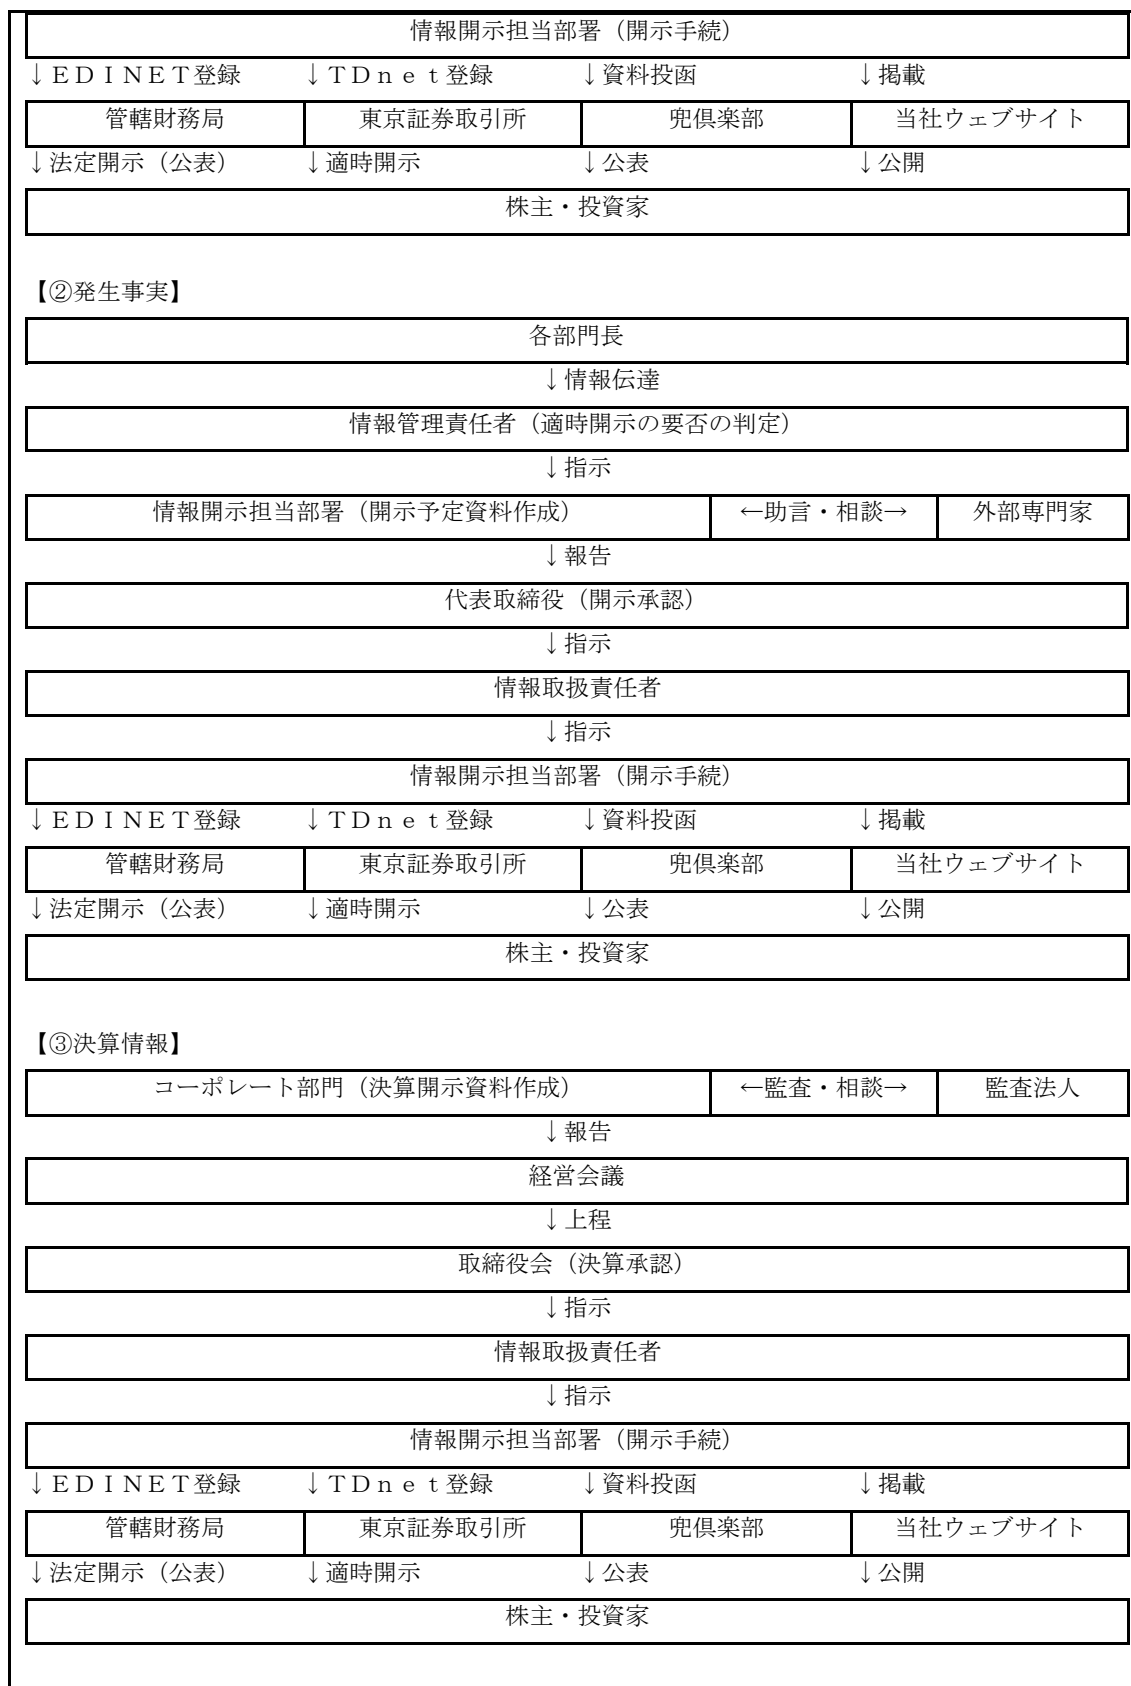 情報開示担当部署（開示手続）
↓ＥＤＩＮＥＴ登録 ↓ＴＤｎｅｔ登録 ↓資料投函 ↓掲載
管轄財務局 東京証券取引所 兜倶楽部 当社ウェブサイト
↓法定開示（公表） ↓適時開示 ↓公表 ↓公開
株主・投資家
【②発生事実】
各部門長
↓情報伝達
情報管理責任者（適時開示の要否の判定）
↓指示
情報開示担当部署（開示予定資料作成） ←助言・相談→ 外部専門家
↓報告
代表取締役（開示承認）
↓指示
情報取扱責任者
↓指示
情報開示担当部署（開示手続）
↓ＥＤＩＮＥＴ登録 ↓ＴＤｎｅｔ登録 ↓資料投函 ↓掲載
管轄財務局 東京証券取引所 兜倶楽部 当社ウェブサイト
↓法定開示（公表） ↓適時開示 ↓公表 ↓公開
株主・投資家
【③決算情報】
コーポレート部門（決算開示資料作成） ←監査・相談→ 監査法人
↓報告
経営会議
↓上程
取締役会（決算承認）
↓指示
情報取扱責任者
↓指示
情報開示担当部署（開示手続）
↓ＥＤＩＮＥＴ登録 ↓ＴＤｎｅｔ登録 ↓資料投函 ↓掲載
管轄財務局 東京証券取引所 兜倶楽部 当社ウェブサイト
↓法定開示（公表） ↓適時開示 ↓公表 ↓公開
株主・投資家